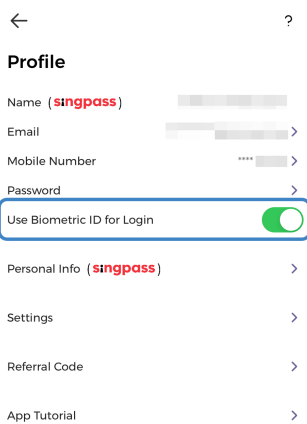 ?
Profile
Name (singpass)
Email
Mobile Number ****
Password
Use Biometric ID for Login
Personal Info (singpass)
Settings
Referral Code
App Tutorial